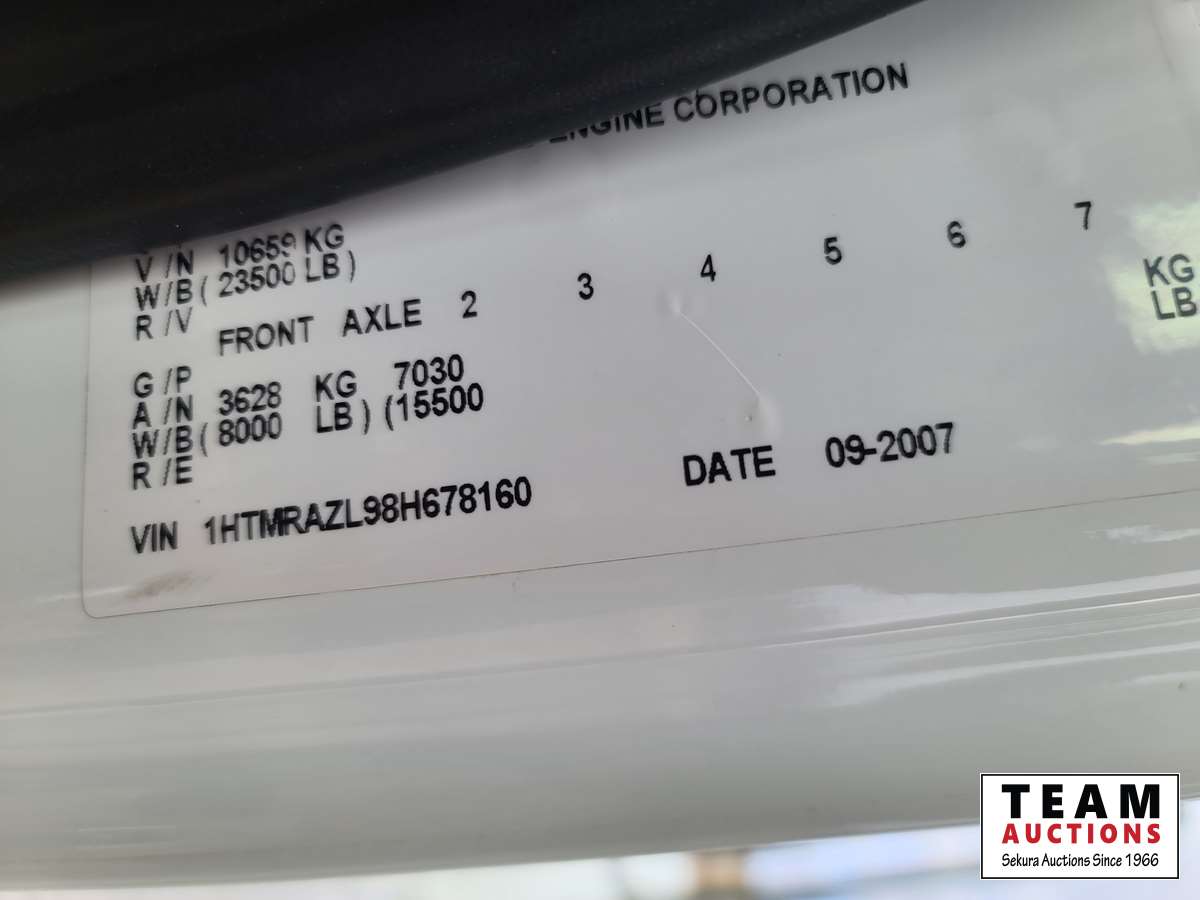 ENGINE CORPORATION
V/N 10659 KG
W/B( 23500 LB )
R/V
FRONT AXLE 2 3 4 5 6 7
KG
LB
G/P
A/N 3628 KG 7030
W/B( 8000 LB ) (15500
R/E
VIN 1HTMRAZL98H678160 DATE 09-2007
TEAM
AUCTIONS
Sekura Auctions Since 1966